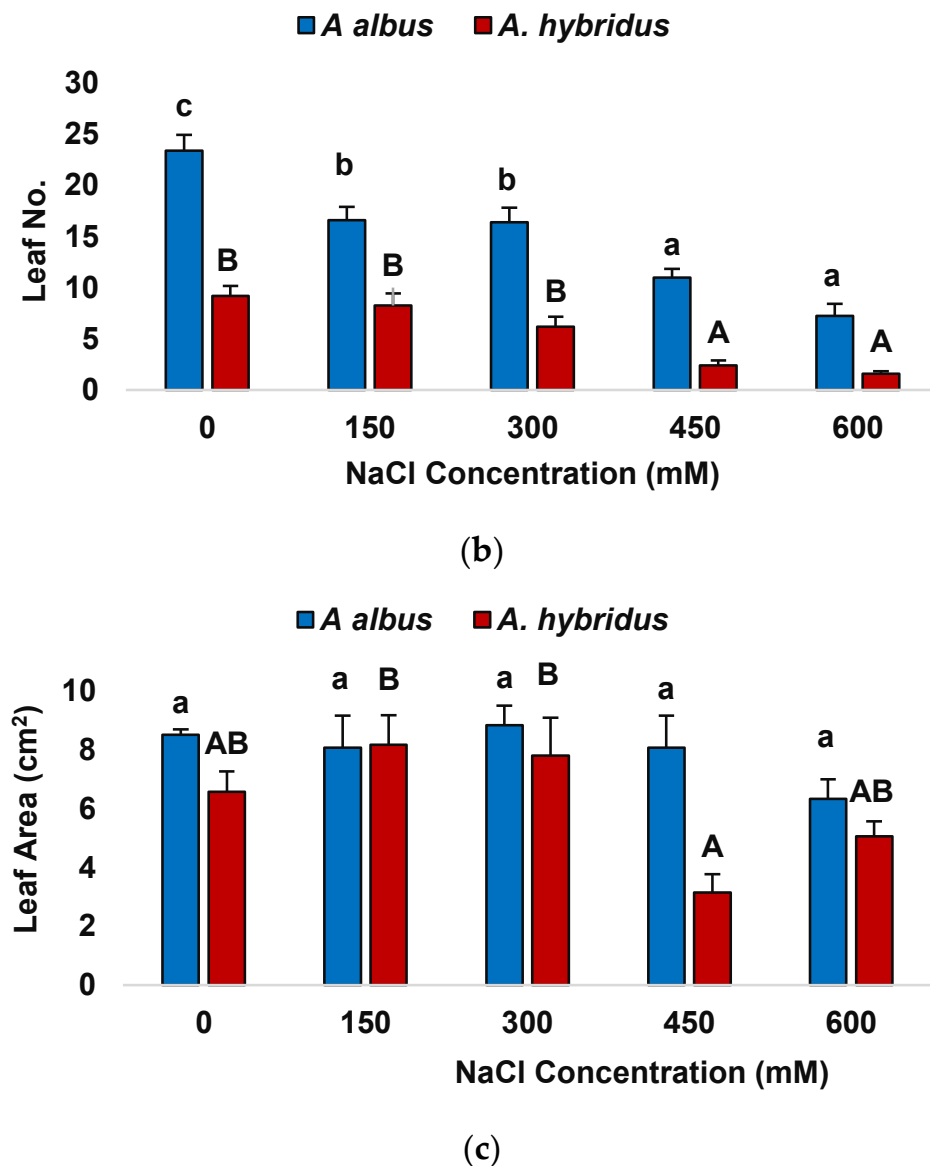 A albus A. hybridus
30
25
20
15
10
5
0
Leaf No.
c B b B b B a A a A
0 150 300 450 600
NaCl Concentration (mM)
(b)
A albus A. hybridus
10
8
6
4
2
0
Leaf Area (cm²)
a AB a B a B a A a AB
0 150 300 450 600
NaCl Concentration (mM)
(c)